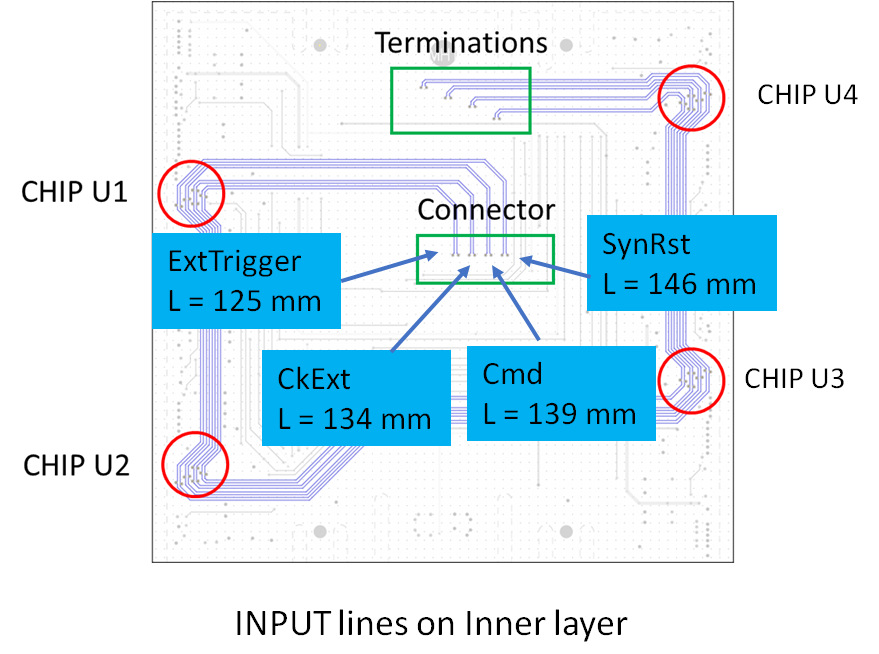 Terminations
CHIP U4
CHIP U1
Connector
ExtTrigger
L = 125 mm
SynRst
L = 146 mm
CkExt
L = 134 mm
Cmd
L = 139 mm
CHIP U3
CHIP U2
INPUT lines on Inner layer